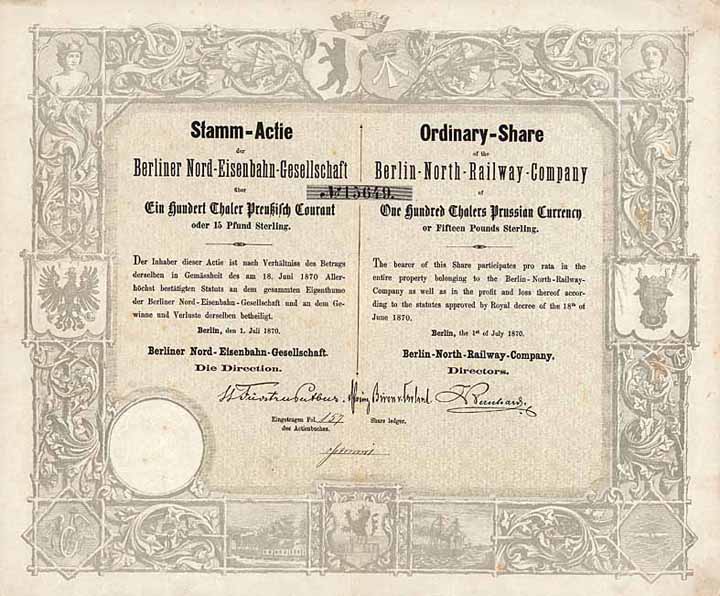 Stamm-Actie
der
Berliner Nord-Eisenbahn-Gesellschaft
über
Ein Hundert Thaler Preußisch Courant
oder 15 Pfund Sterling.
Der Inhaber dieser Actie ist nach Verhältniss des Betrags
derselben in Gemässheit des am 18. Juni 1870 Aller-
höchst bestätigten Statuts an dem gesammten Eigenthume
der Berliner Nord-Eisenbahn-Gesellschaft und an dem Ge-
winne und Verluste derselben betheiligt.
Berlin, den 1. Juli 1870.
Berliner Nord-Eisenbahn-Gesellschaft.
Die Direction.
№ 15649.
Ordinary-Share
of the
Berlin-North-Railway-Company
of
One Hundred Thalers Prussian Currency
or Fifteen Pounds Sterling.
The bearer of this Share participates pro rata in the
entire property belonging to the Berlin-North-Railway-
Company as well as in the profit and loss thereof accor-
ding to the statutes approved by Royal decree of the 18th of
June 1870.
Berlin, the 1st of July 1870.
Berlin-North-Railway-Company.
Directors.
Eingetragen Fol. 157 Share ledger.
des Actienbuches.